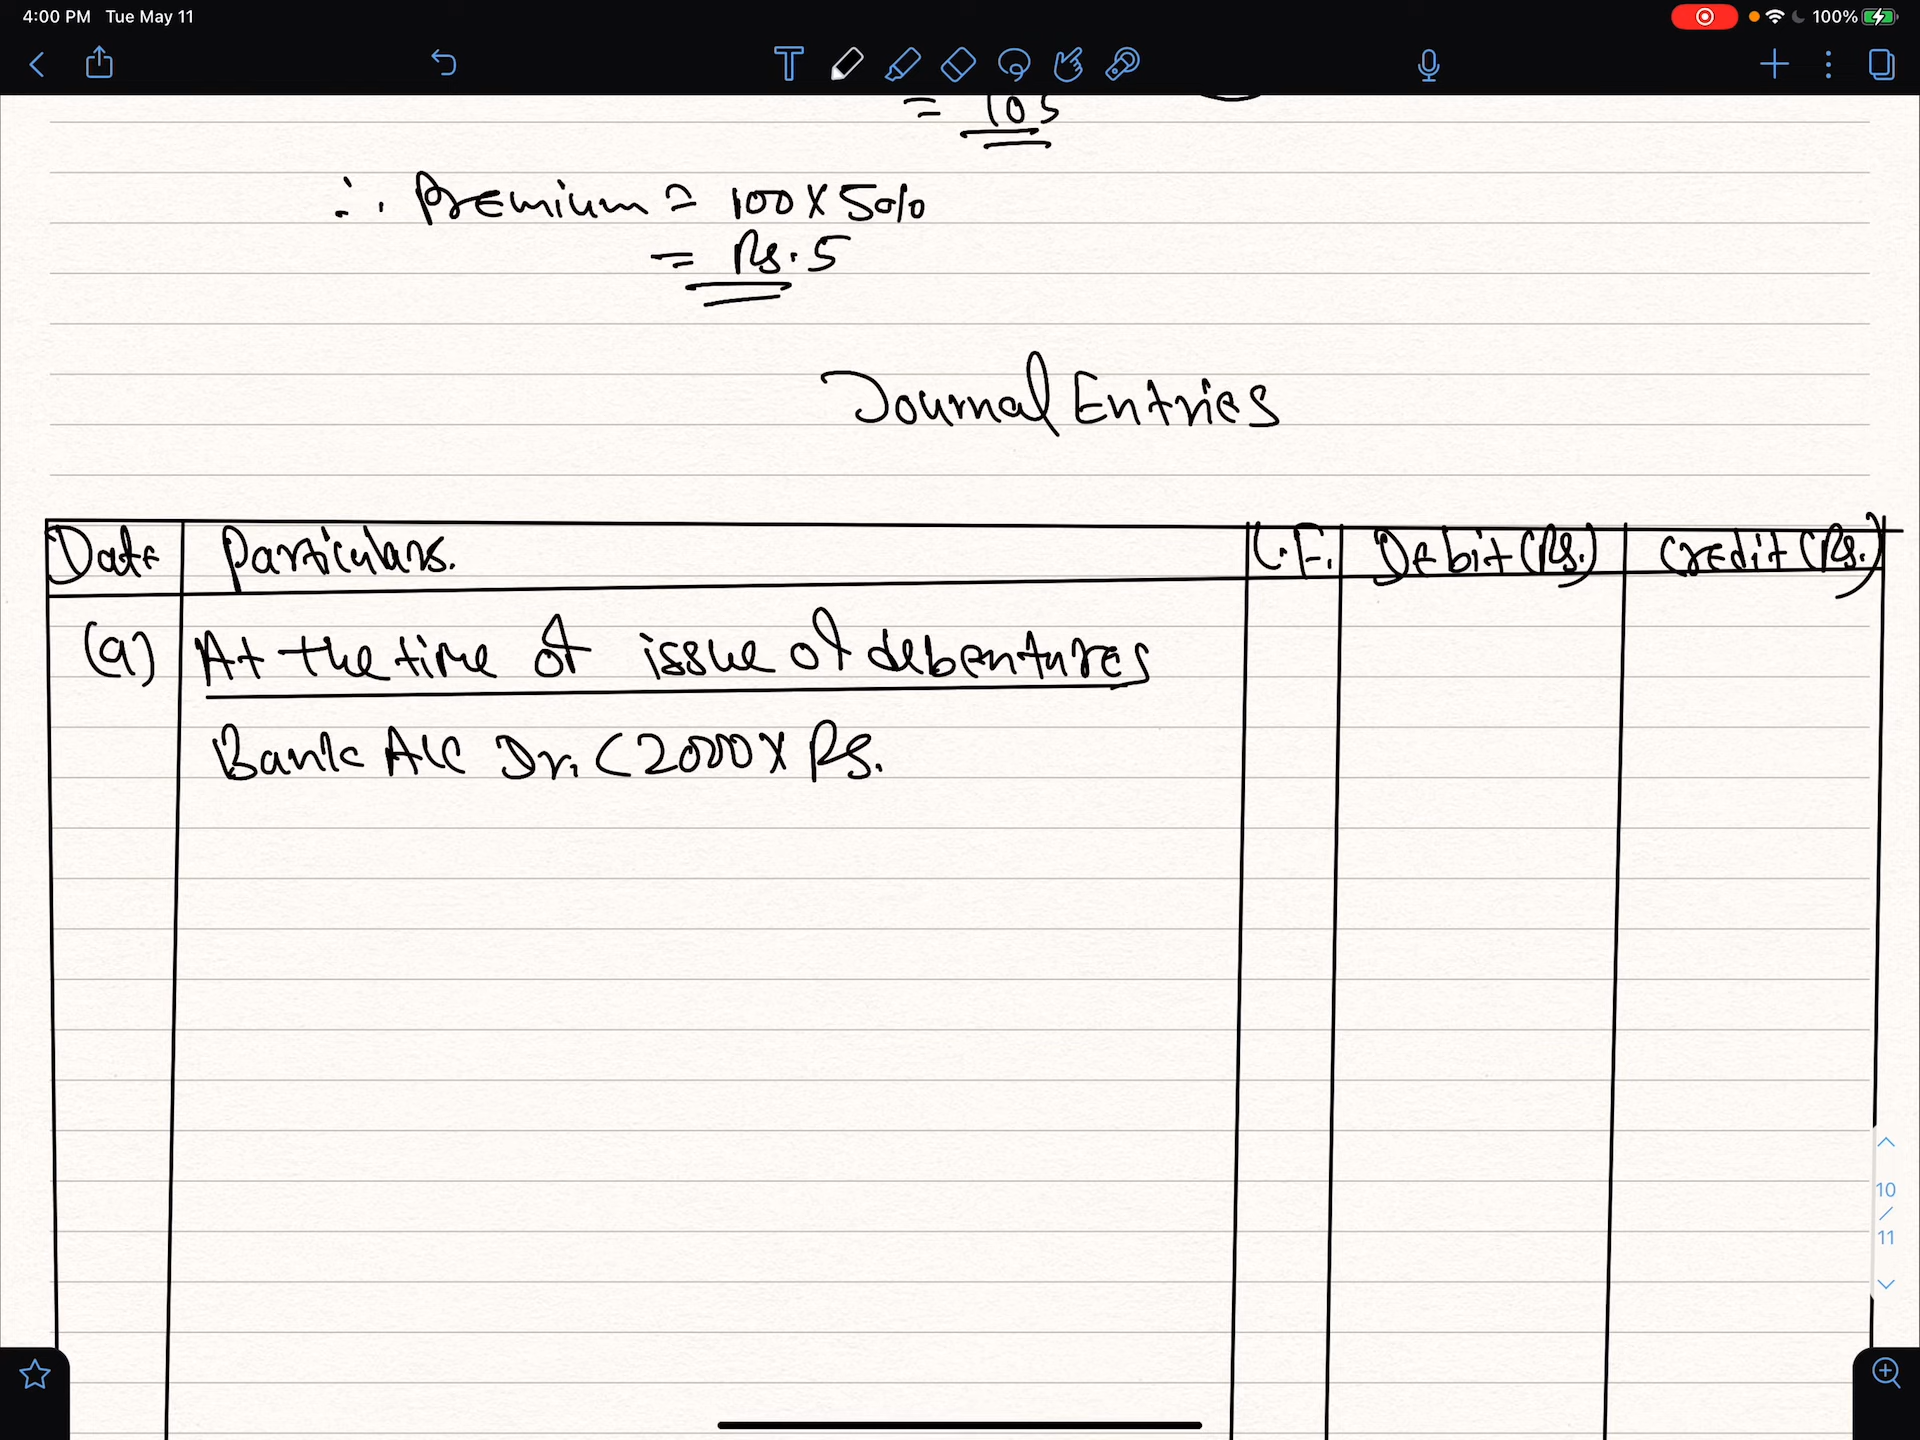 4:00 PM Tue May 11 100%
= 105
∴ Premium = 100 X 5%
= Rs. 5
Journal Entries
Date Particulars. L.F. Debit (Rs.) Credit (Rs.)
(a) At the time of issue of debentures
Bank A/c Dr. (2000 X Rs.
10
/
11